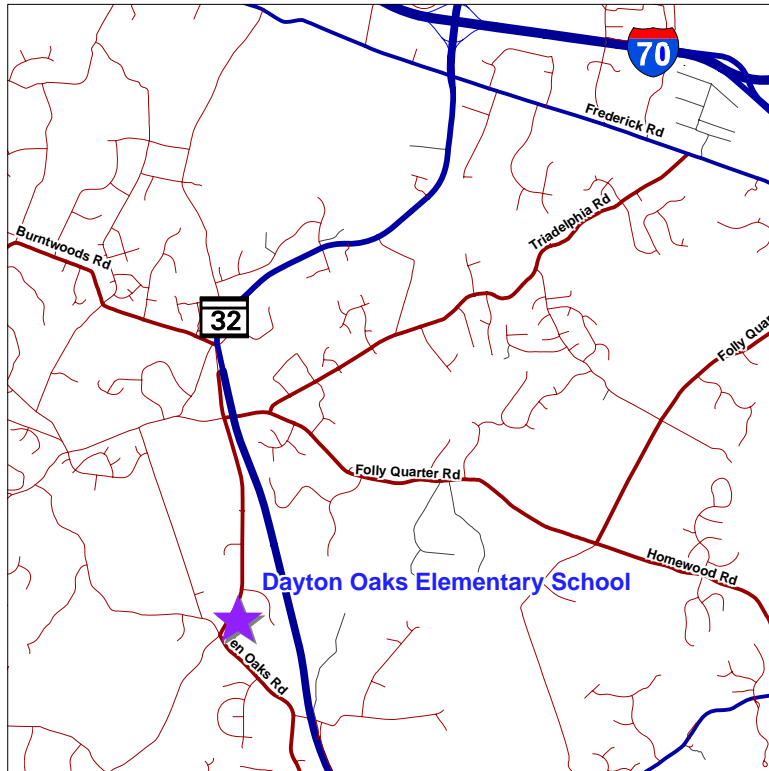 70
Frederick Rd
Triadelphia Rd
Burntwoods Rd
32
Folly Quar
Folly Quarter Rd
Homewood Rd
Dayton Oaks Elementary School
en Oaks Rd